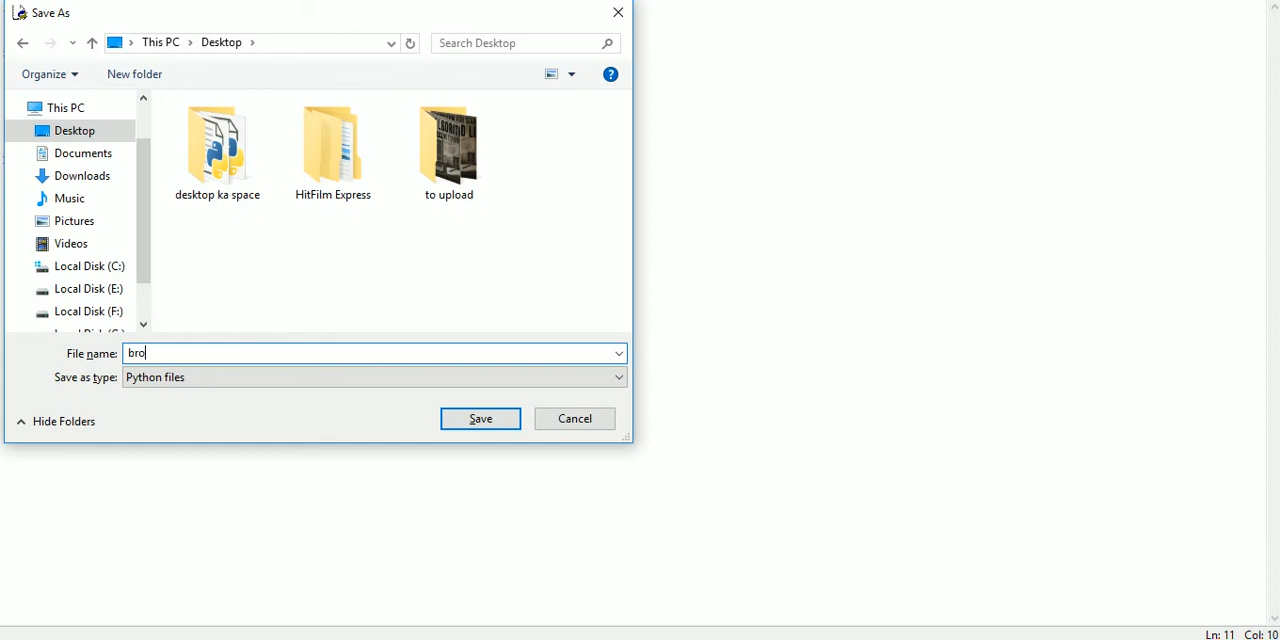 Save As
This PC
Desktop
Search Desktop
Organize
New folder
?
This PC
Desktop
Documents
Downloads
Music
Pictures
Videos
Local Disk (C:)
Local Disk (E:)
Local Disk (F:)
desktop ka space
HitFilm Express
to upload
File name: bro
Save as type: Python files
Hide Folders
Save
Cancel
Ln: 11 Col: 10